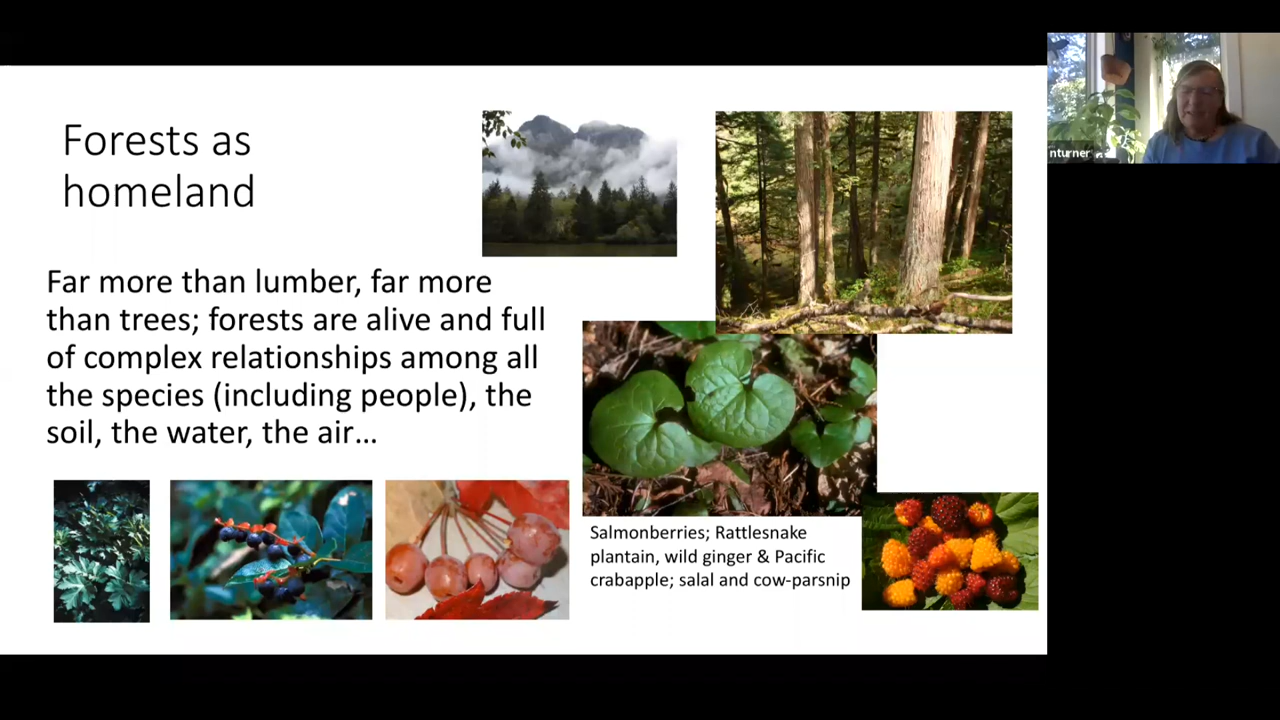 Forests as
homeland
Far more than lumber, far more
than trees; forests are alive and full
of complex relationships among all
the species (including people), the
soil, the water, the air…
Salmonberries; Rattlesnake
plantain, wild ginger & Pacific
crabapple; salal and cow-parsnip
nturner